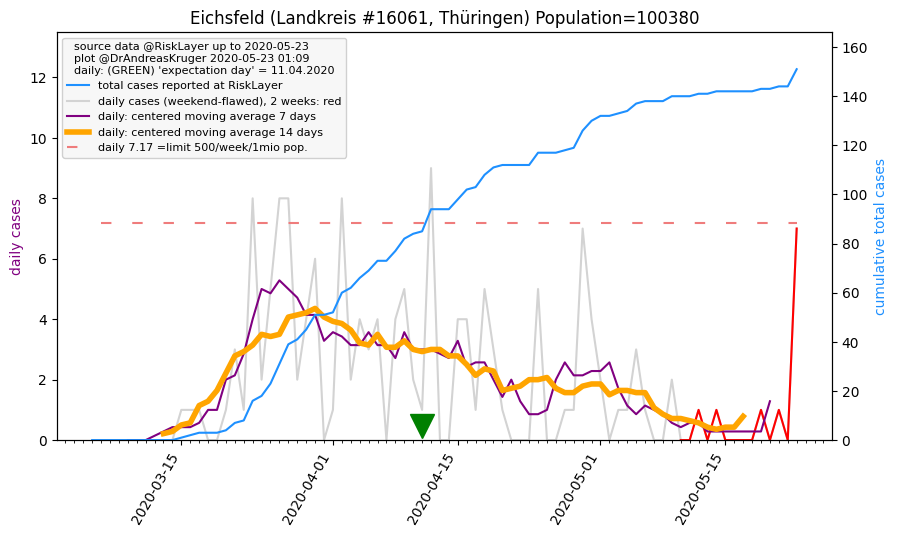 Eichsfeld (Landkreis #16061, Thüringen) Population=100380
source data @RiskLayer up to 2020-05-23
plot @DrAndreasKruger 2020-05-23 01:09
daily: (GREEN) 'expectation day' = 11.04.2020
total cases reported at RiskLayer
daily cases (weekend-flawed), 2 weeks: red
daily: centered moving average 7 days
daily: centered moving average 14 days
daily 7.17 =limit 500/week/1mio pop.
daily cases
12
10
8
6
4
2
0
cumulative total cases
160
140
120
100
80
60
40
20
0
2020-03-15
2020-04-01
2020-04-15
2020-05-01
2020-05-15